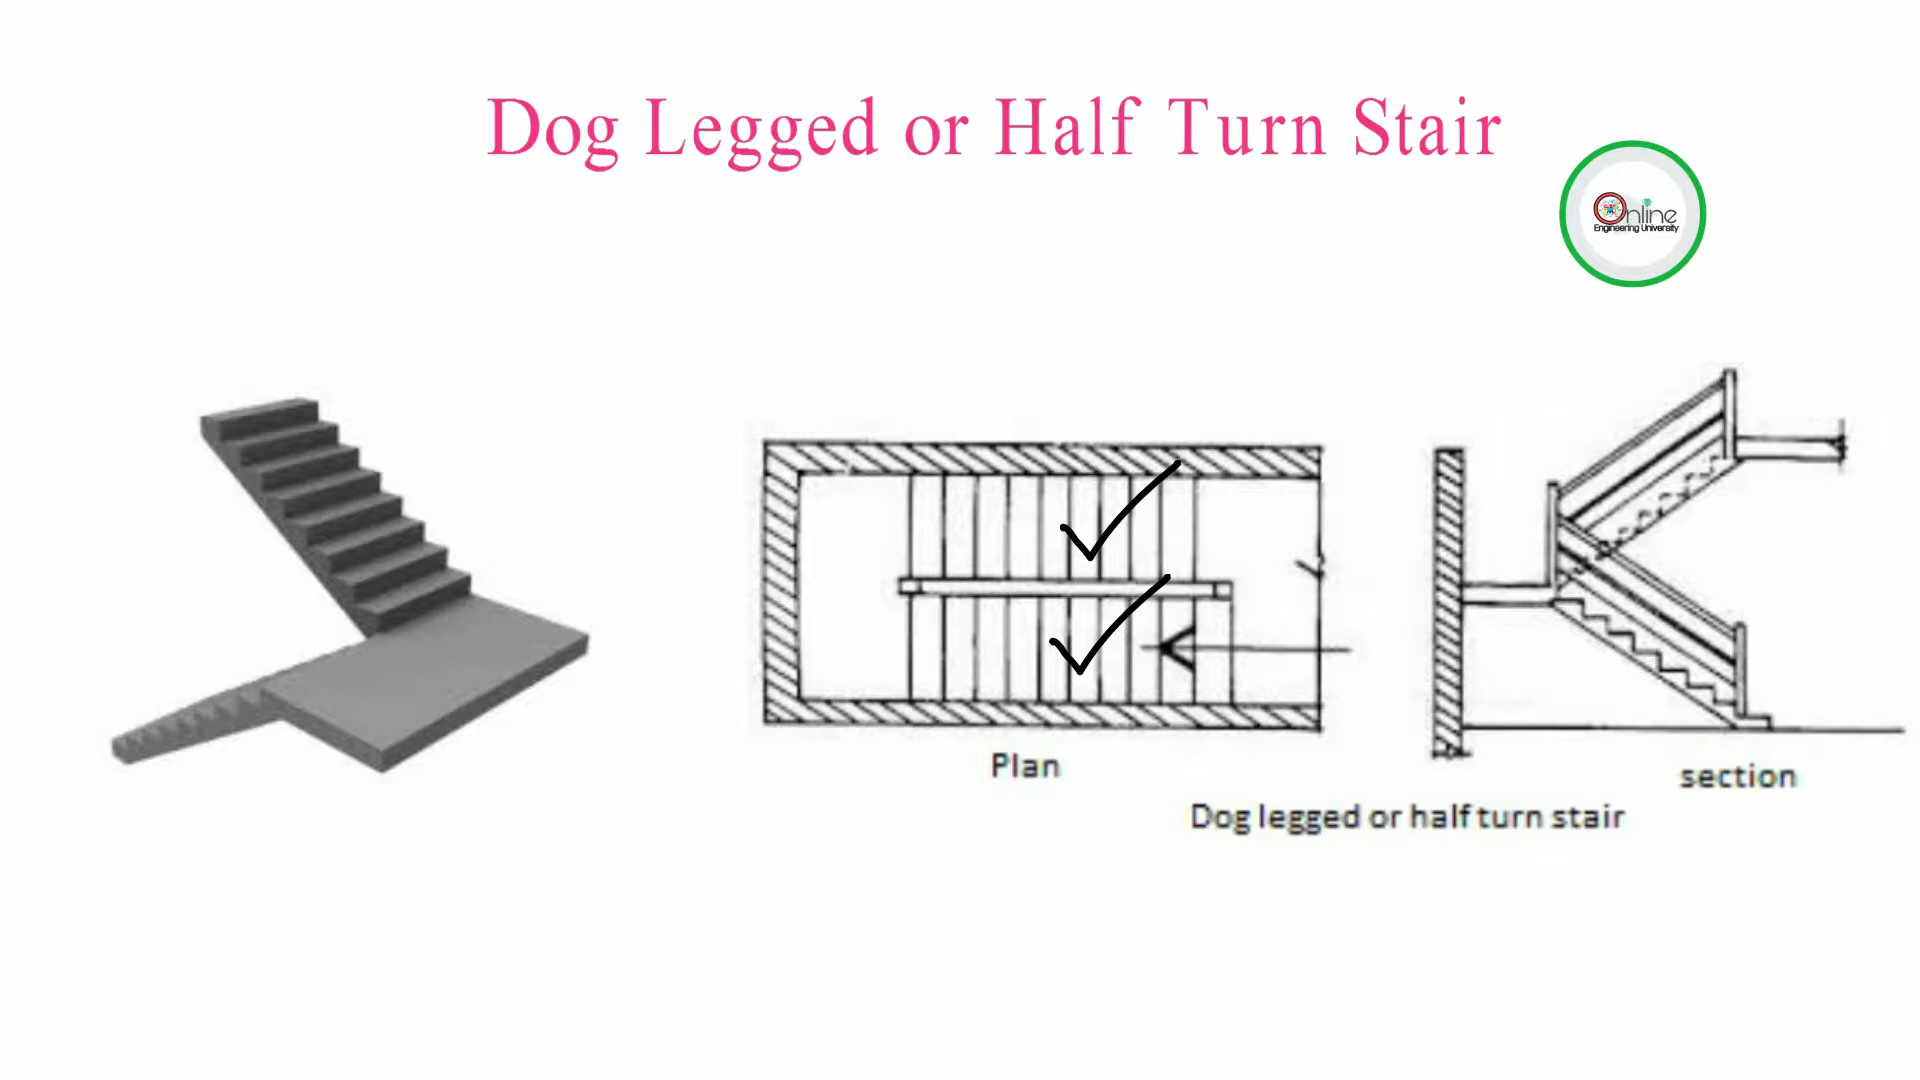 Dog Legged or Half Turn Stair
Online
Engineering University
Plan
section
Dog legged or half turn stair